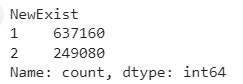 NewExist
1    637160
2    249080
Name: count, dtype: int64